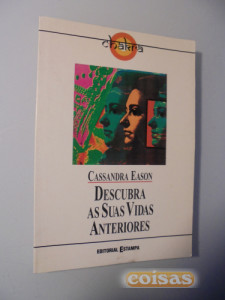 chakra
CASSANDRA EASON
DESCUBRA
AS SUAS VIDAS
ANTERIORES
EDITORIAL ESTAMPA
coisas